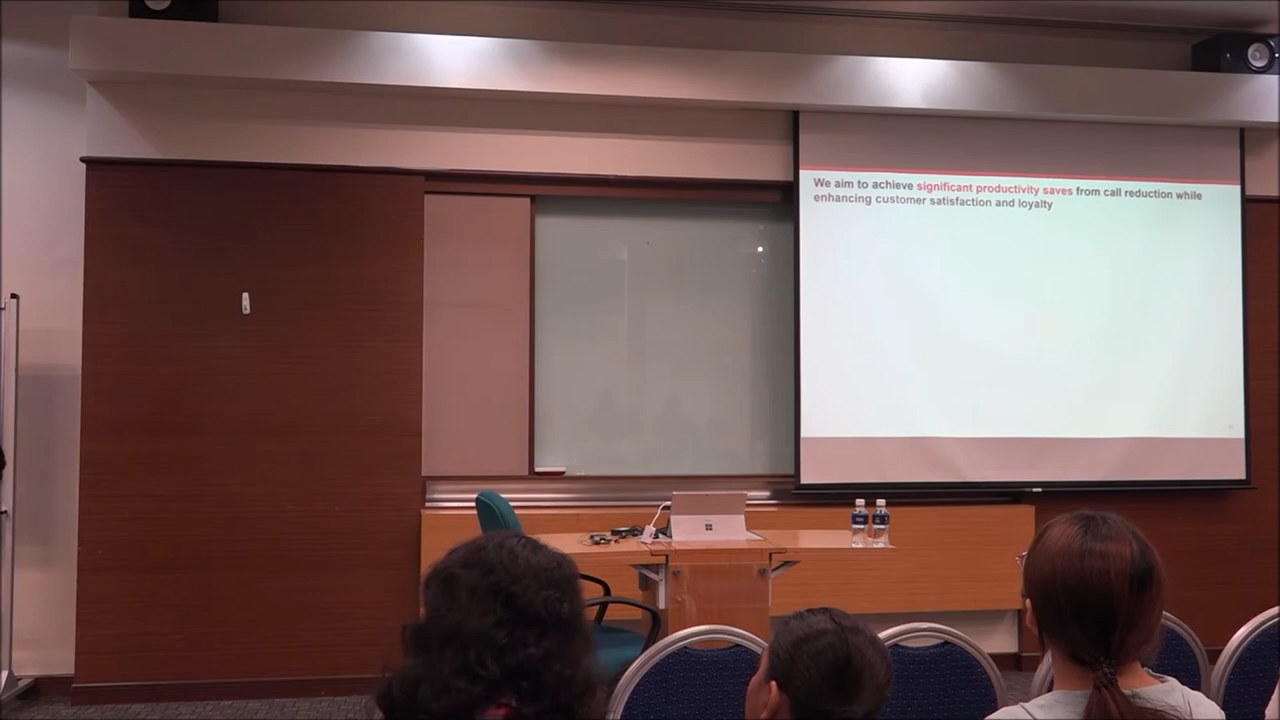 We aim to achieve significant productivity saves from call reduction while
enhancing customer satisfaction and loyalty